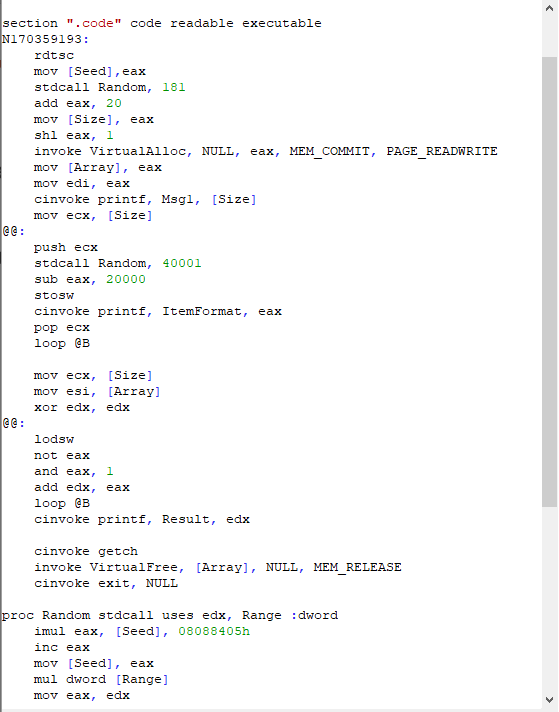 section ".code" code readable executable
N170359193:
    rdtsc
    mov [Seed],eax
    stdcall Random, 181
    add eax, 20
    mov [Size], eax
    shl eax, 1
    invoke VirtualAlloc, NULL, eax, MEM_COMMIT, PAGE_READWRITE
    mov [Array], eax
    mov edi, eax
    cinvoke printf, Msg1, [Size]
    mov ecx, [Size]
@@:
    push ecx
    stdcall Random, 40001
    sub eax, 20000
    stosw
    cinvoke printf, ItemFormat, eax
    pop ecx
    loop @B
    mov ecx, [Size]
    mov esi, [Array]
    xor edx, edx
@@:
    lodsw
    not eax
    and eax, 1
    add edx, eax
    loop @B
    cinvoke printf, Result, edx
    cinvoke getch
    invoke VirtualFree, [Array], NULL, MEM_RELEASE
    cinvoke exit, NULL
proc Random stdcall uses edx, Range :dword
    imul eax, [Seed], 08088405h
    inc eax
    mov [Seed], eax
    mul dword [Range]
    mov eax, edx